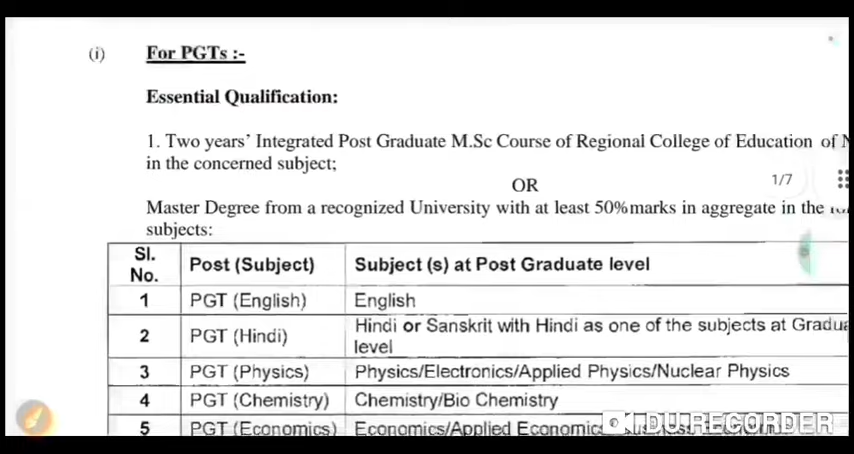 (i) For PGTs :-
Essential Qualification:
1. Two years' Integrated Post Graduate M.Sc Course of Regional College of Education of
in the concerned subject;
OR
1/7
Master Degree from a recognized University with at least 50%marks in aggregate in the
subjects:
Sl. No. Post (Subject) Subject (s) at Post Graduate level
1 PGT (English) English
2 PGT (Hindi) Hindi or Sanskrit with Hindi as one of the subjects at
level
3 PGT (Physics) Physics/Electronics/Applied Physics/Nuclear Physics
4 PGT (Chemistry) Chemistry/Bio Chemistry
5 PGT (Economics) Economics/Applied
DU RECORDER